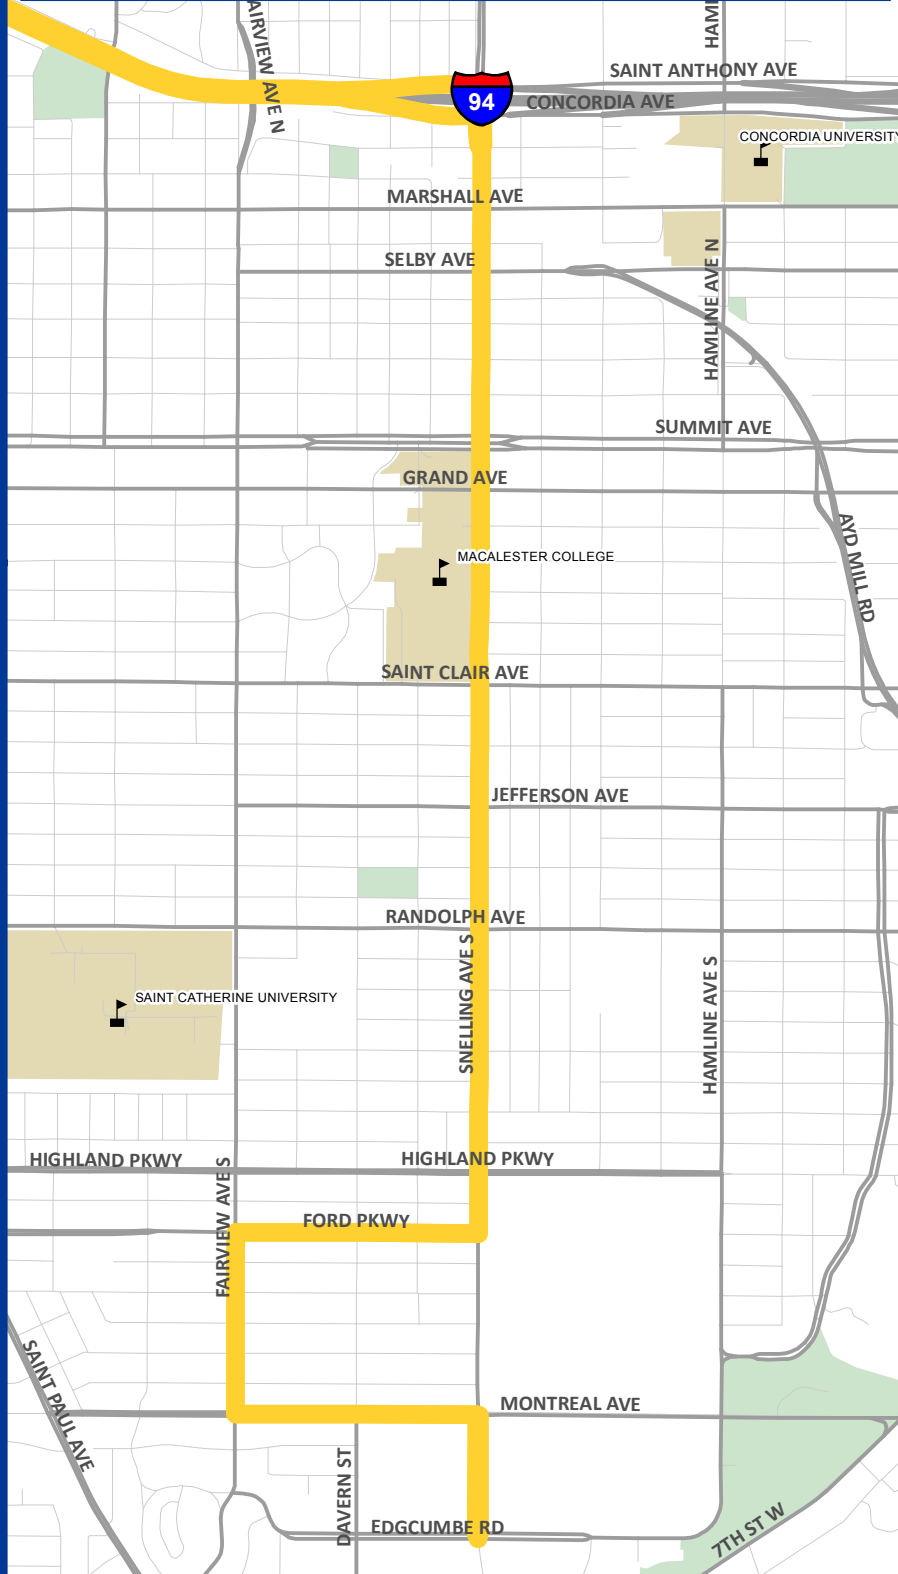 FAIRVIEW AVE N
HAML
SAINT ANTHONY AVE
94
CONCORDIA AVE
CONCORDIA UNIVERSITY
MARSHALL AVE
SELBY AVE
HAMLINE AVE N
SUMMIT AVE
GRAND AVE
AYD MILL RD
MACALESTER COLLEGE
SAINT CLAIR AVE
JEFFERSON AVE
RANDOLPH AVE
SNELLING AVE S
HAMLINE AVE S
SAINT CATHERINE UNIVERSITY
HIGHLAND PKWY
HIGHLAND PKWY
FAIRVIEW AVE S
FORD PKWY
SAINT PAUL AVE
MONTREAL AVE
DAVERN ST
EDGCUMBE RD
7TH ST W